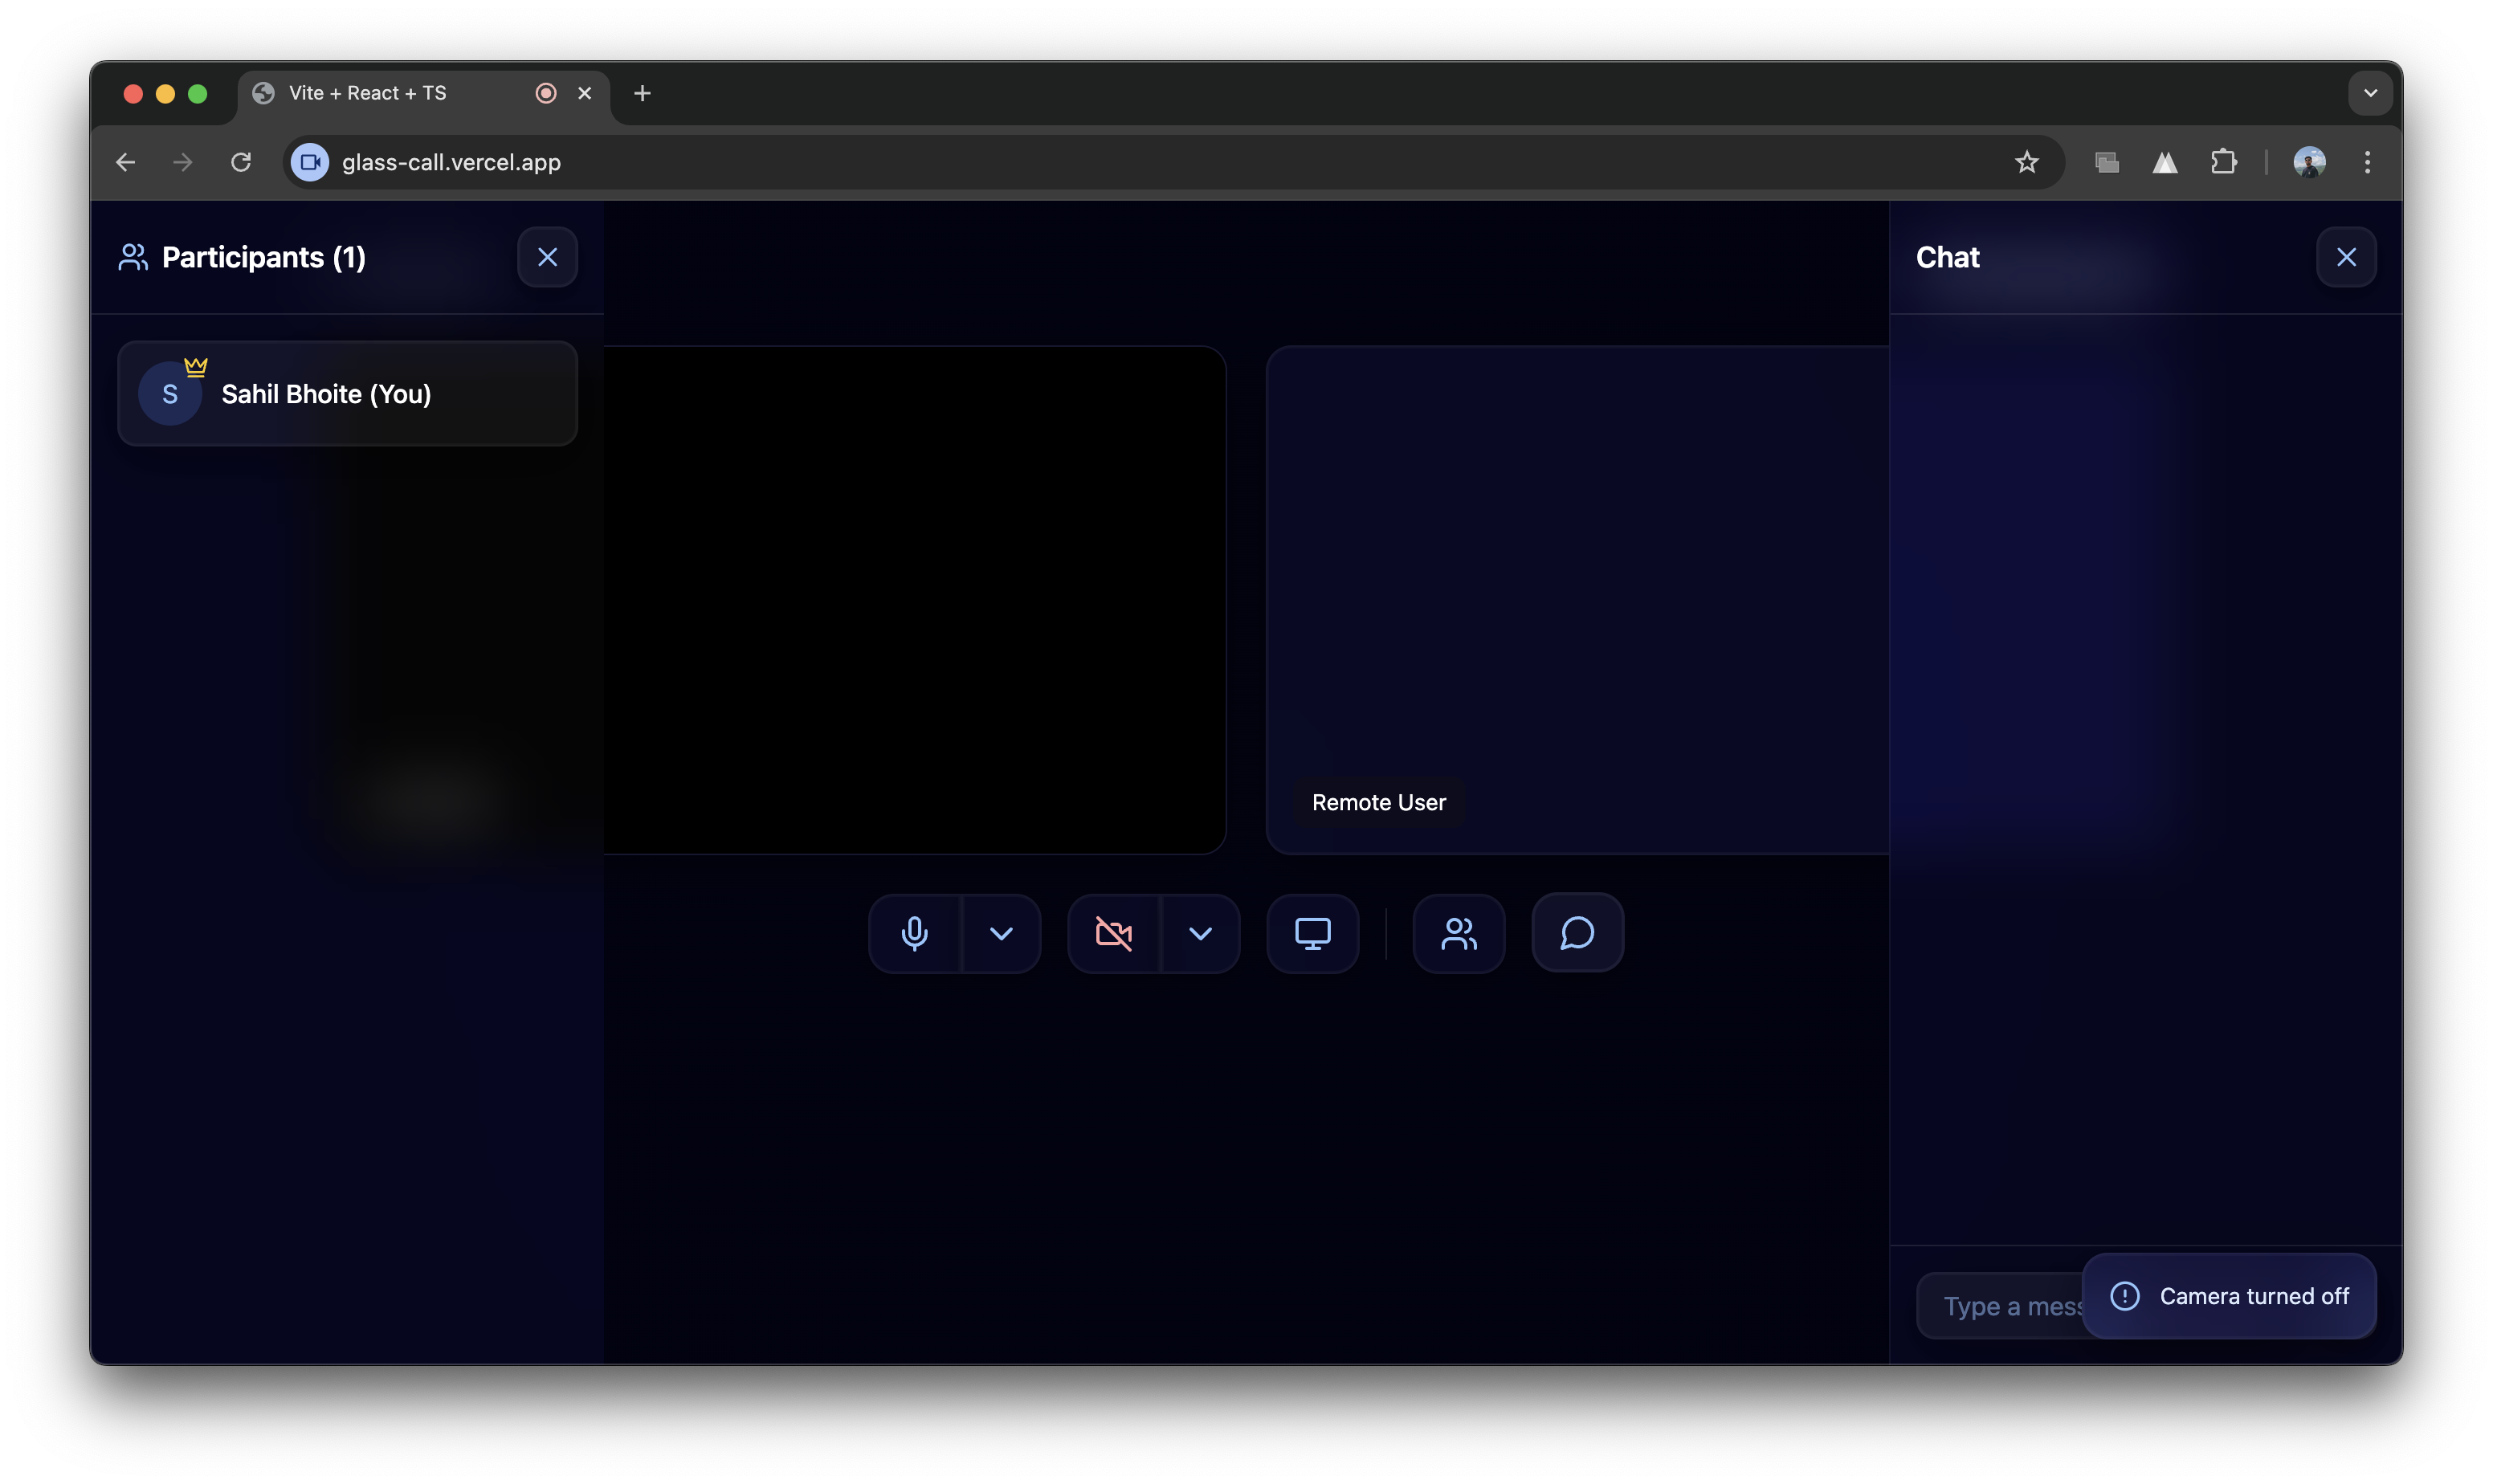 Vite + React + TS
glass-call.vercel.app
Participants (1)
S
Sahil Bhoite (You)
Remote User
Chat
Type a mess
Camera turned off